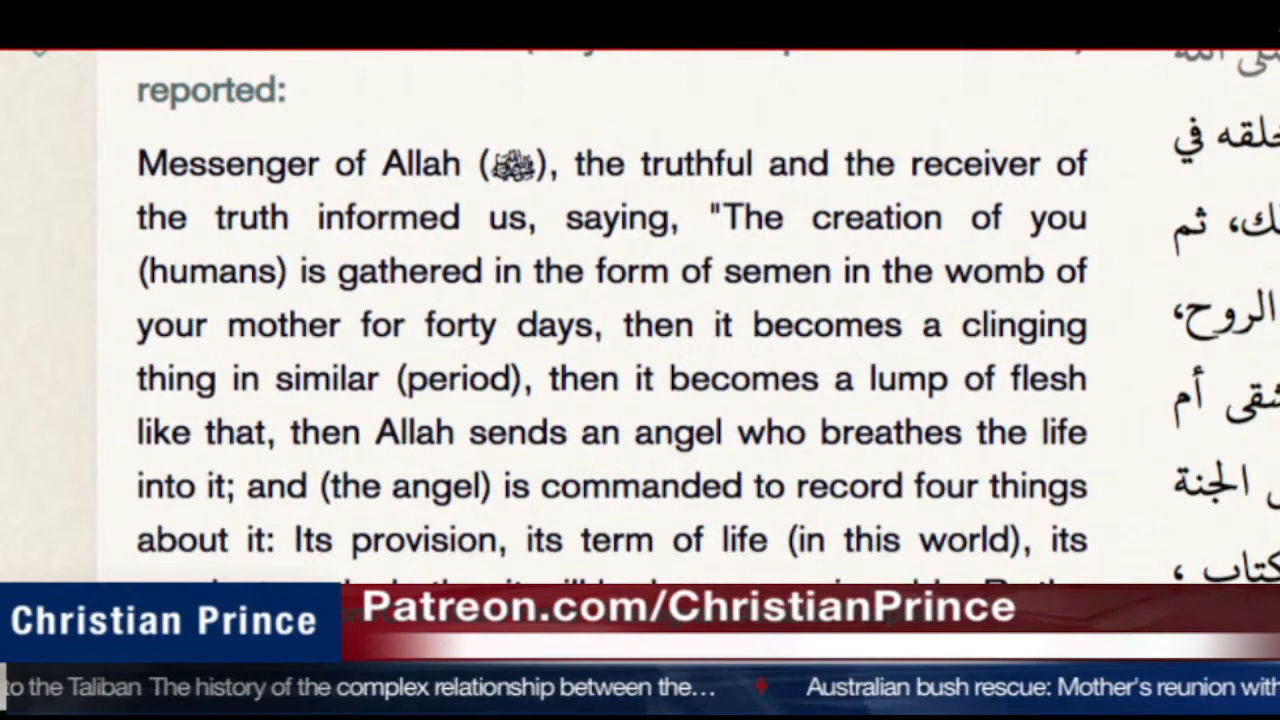 reported:
Messenger of Allah (ﷺ), the truthful and the receiver of
the truth informed us, saying, "The creation of you
(humans) is gathered in the form of semen in the womb of
your mother for forty days, then it becomes a clinging
thing in similar (period), then it becomes a lump of flesh
like that, then Allah sends an angel who breathes the life
into it; and (the angel) is commanded to record four things
about it: Its provision, its term of life (in this world), its
خلقه في
ثم
الروح،
أم
الجنة
Christian Prince
Patreon.com/ChristianPrince
to the Taliban The history of the complex relationship between the... Australian bush rescue: Mother's reunion with